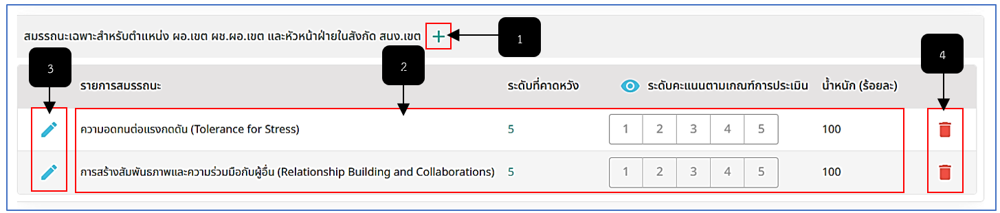 สมรรถนะเฉพาะสำหรับตำแหน่ง ผอ.เขต ผช.ผอ.เขต และหัวหน้าฝ่ายในสังกัด สนง.เขต + 1
3 2 4
รายการสมรรถนะ ระดับที่คาดหวัง ระดับคะแนนตามเกณฑ์การประเมิน น้ำหนัก (ร้อยละ)
ความอดทนต่อแรงกดดัน (Tolerance for Stress) 5 1 2 3 4 5 100
การสร้างสัมพันธภาพและความร่วมมือกับผู้อื่น (Relationship Building and Collaborations) 5 1 2 3 4 5 100